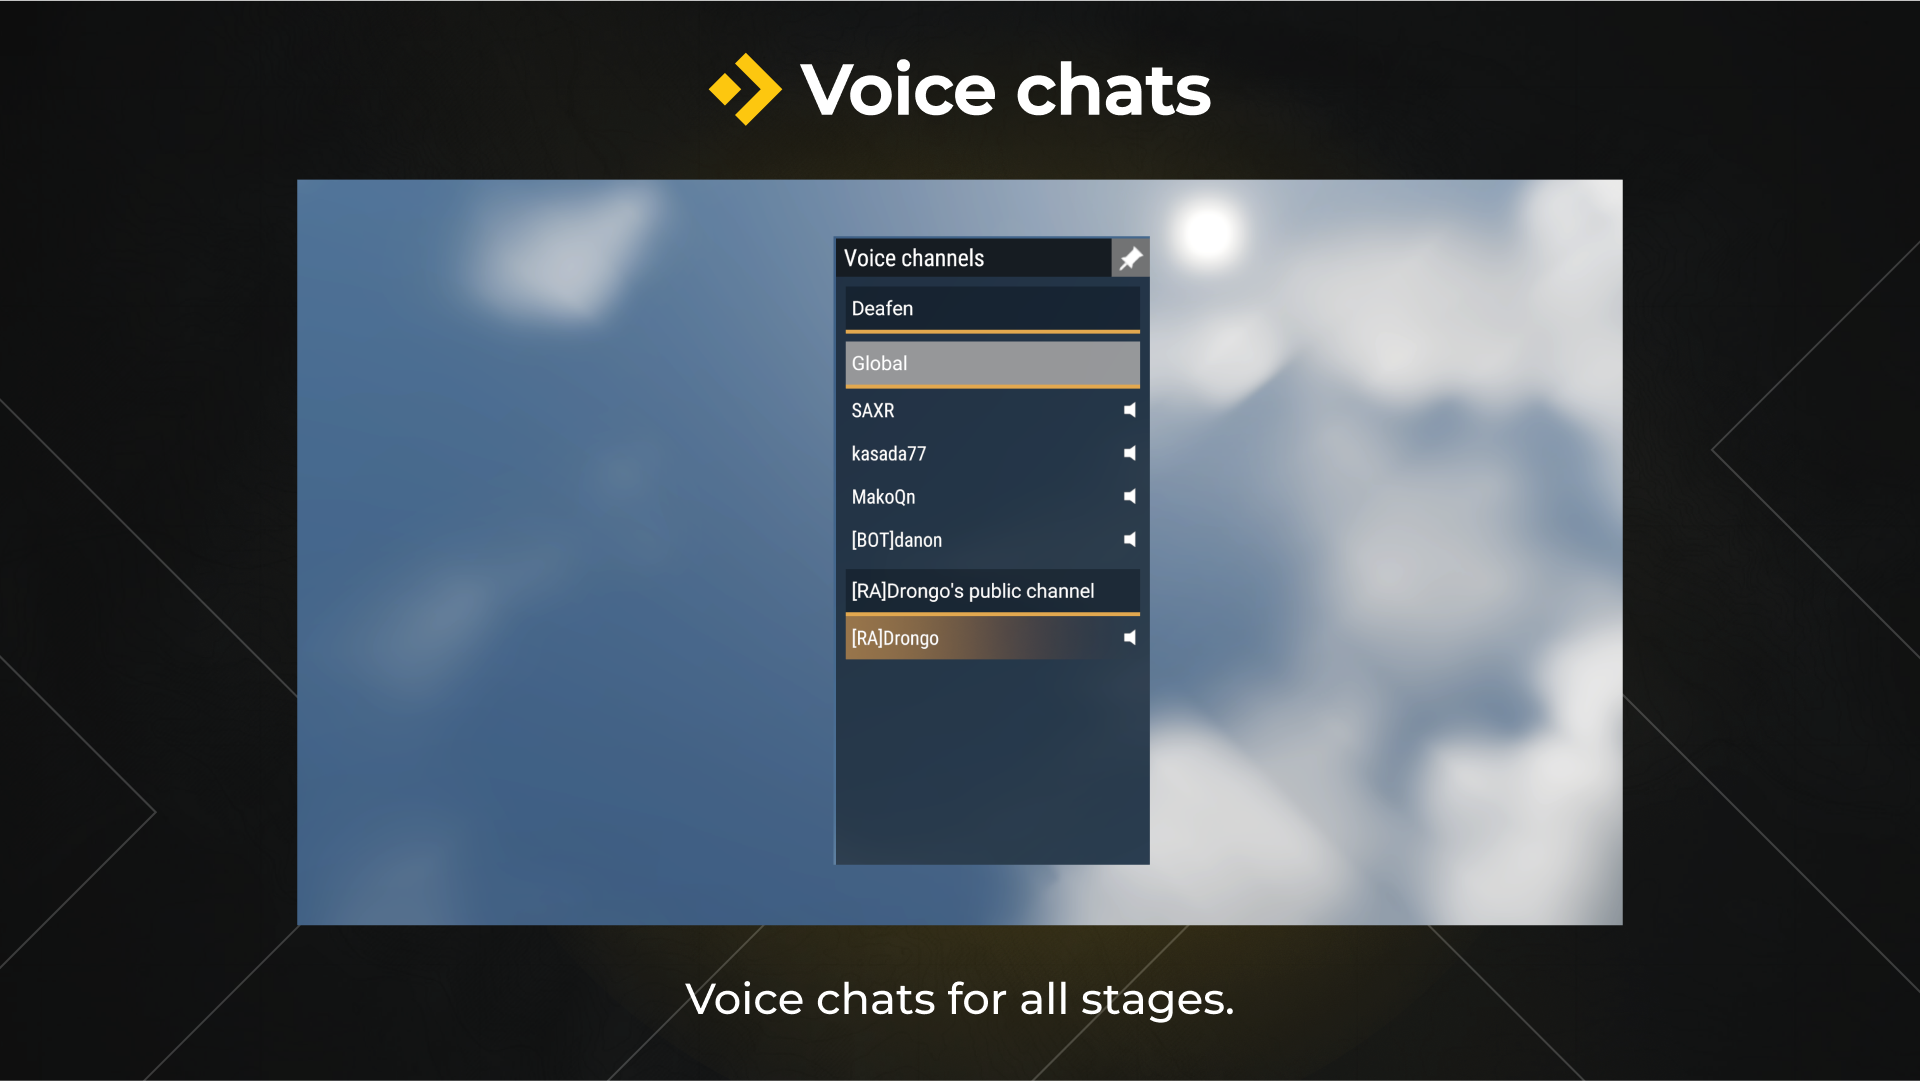 Voice chats
Voice channels
Deafen
Global
SAXR
kasada77
MakoQn
[BOT]danon
[RA]Drongo's public channel
[RA]Drongo
Voice chats for all stages.